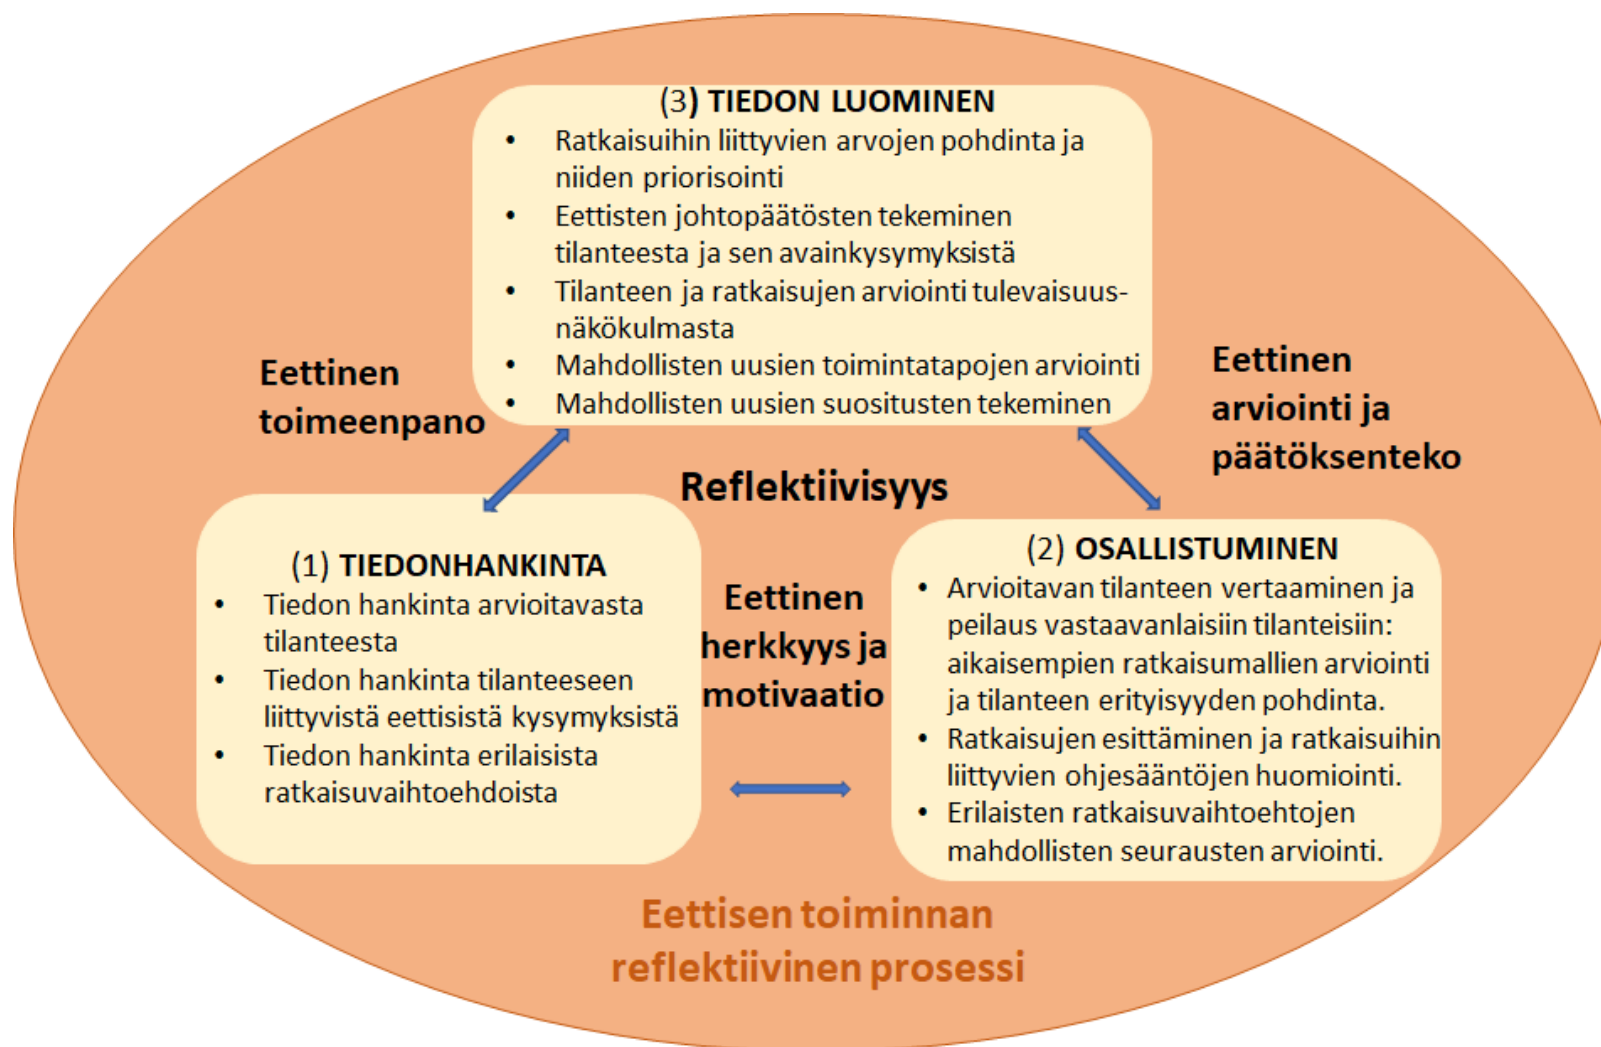 (3) TIEDON LUOMINEN
• Ratkaisuihin liittyvien arvojen pohdinta ja
niiden priorisointi
• Eettisten johtopäätösten tekeminen
tilanteesta ja sen avainkysymyksistä
• Tilanteen ja ratkaisujen arviointi tulevaisuus-
näkökulmasta
• Mahdollisten uusien toimintatapojen arviointi
• Mahdollisten uusien suositusten tekeminen
Eettinen
toimeenpano
Eettinen
arviointi ja
päätöksenteko
Reflektiivisyys
(1) TIEDONHANKINTA
• Tiedon hankinta arvioitavasta
tilanteesta
• Tiedon hankinta tilanteeseen
liittyvistä eettisistä kysymyksistä
• Tiedon hankinta erilaisista
ratkaisuvaihtoehdoista
Eettinen
herkkyys ja
motivaatio
(2) OSALLISTUMINEN
• Arvioitavan tilanteen vertaaminen ja
peilaus vastaavanlaisiin tilanteisiin:
aikaisempien ratkaisumallien arviointi
ja tilanteen erityisyyden pohdinta.
• Ratkaisujen esittäminen ja ratkaisuihin
liittyvien ohjesääntöjen huomiointi.
• Erilaisten ratkaisuvaihtoehtojen
mahdollisten seurausten arviointi.
Eettisen toiminnan
reflektiivinen prosessi